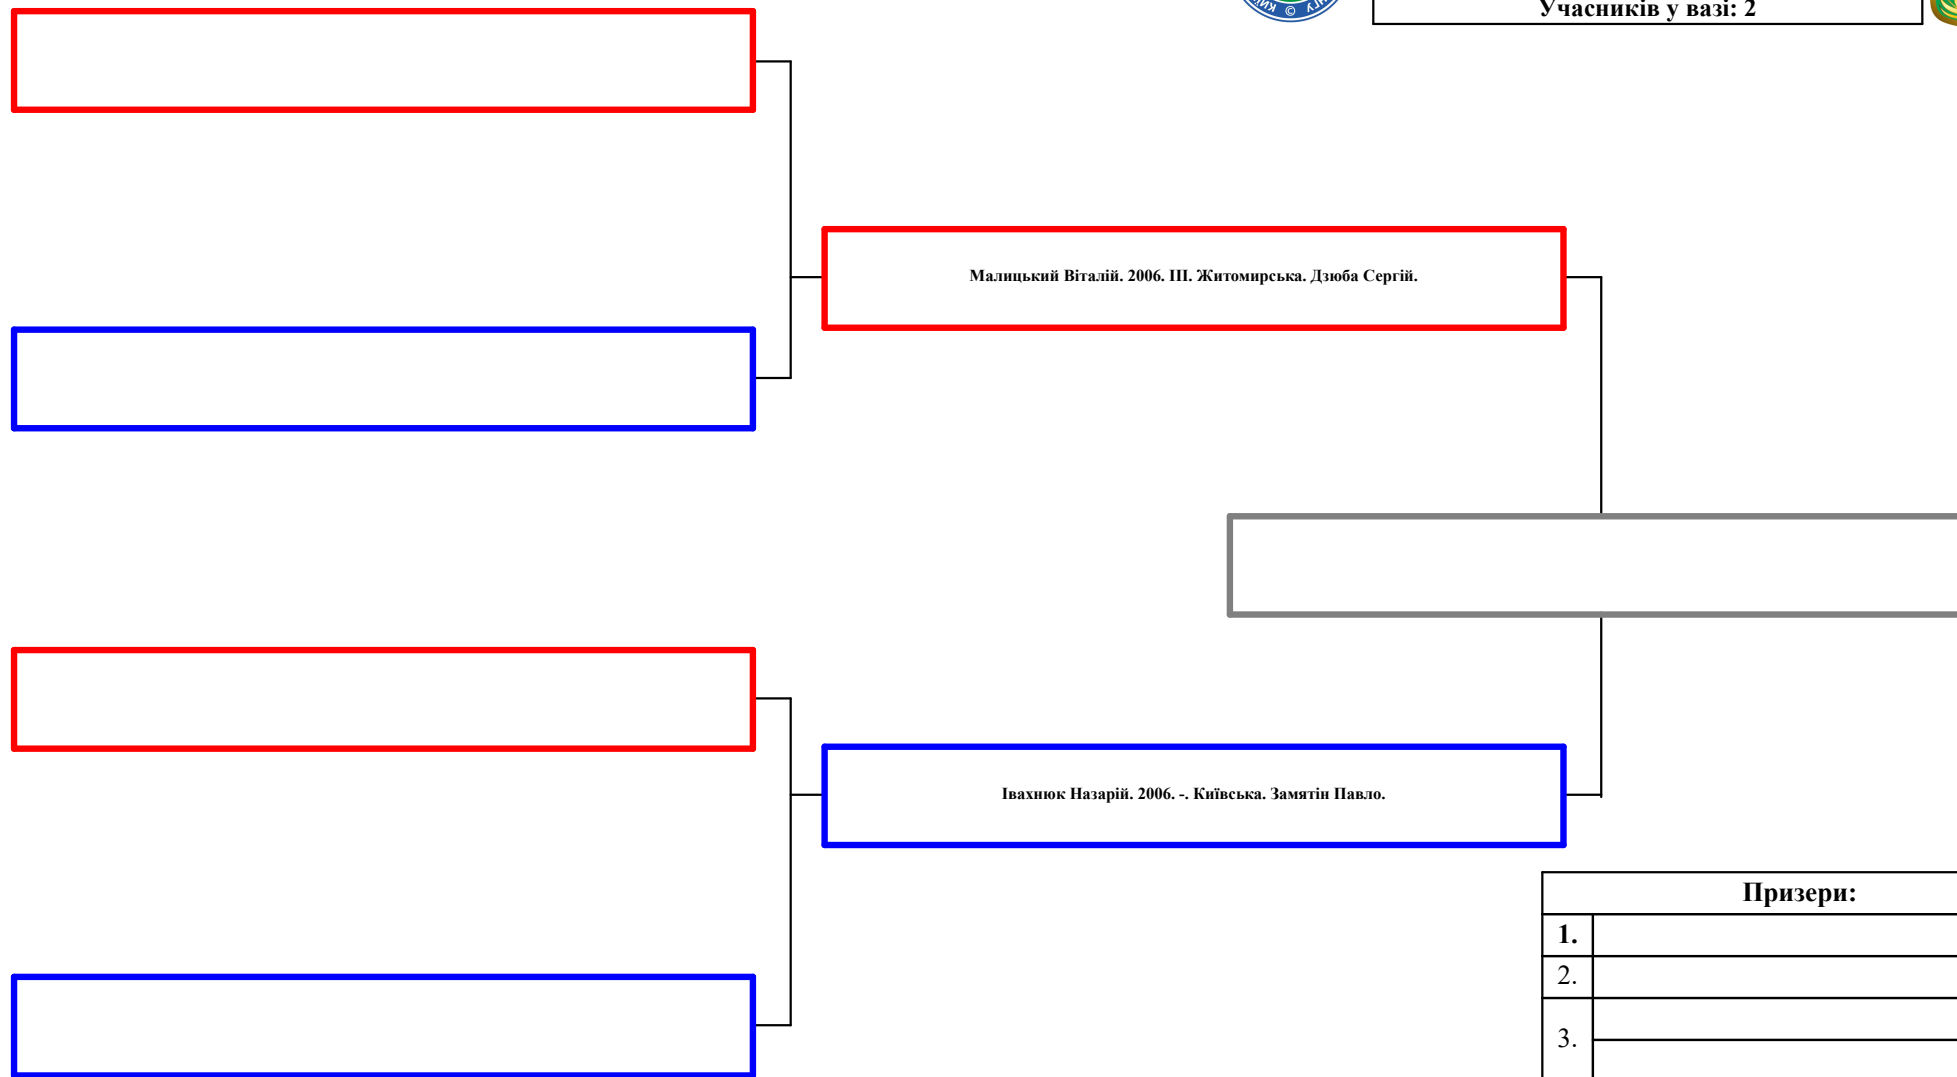 Учасників у вазі: 2
Малицький Віталій. 2006. III. Житомирська. Дзюба Сергій.
Івахнюк Назарій. 2006. -. Київська. Замятін Павло.
Призери:
1.
2.
3.